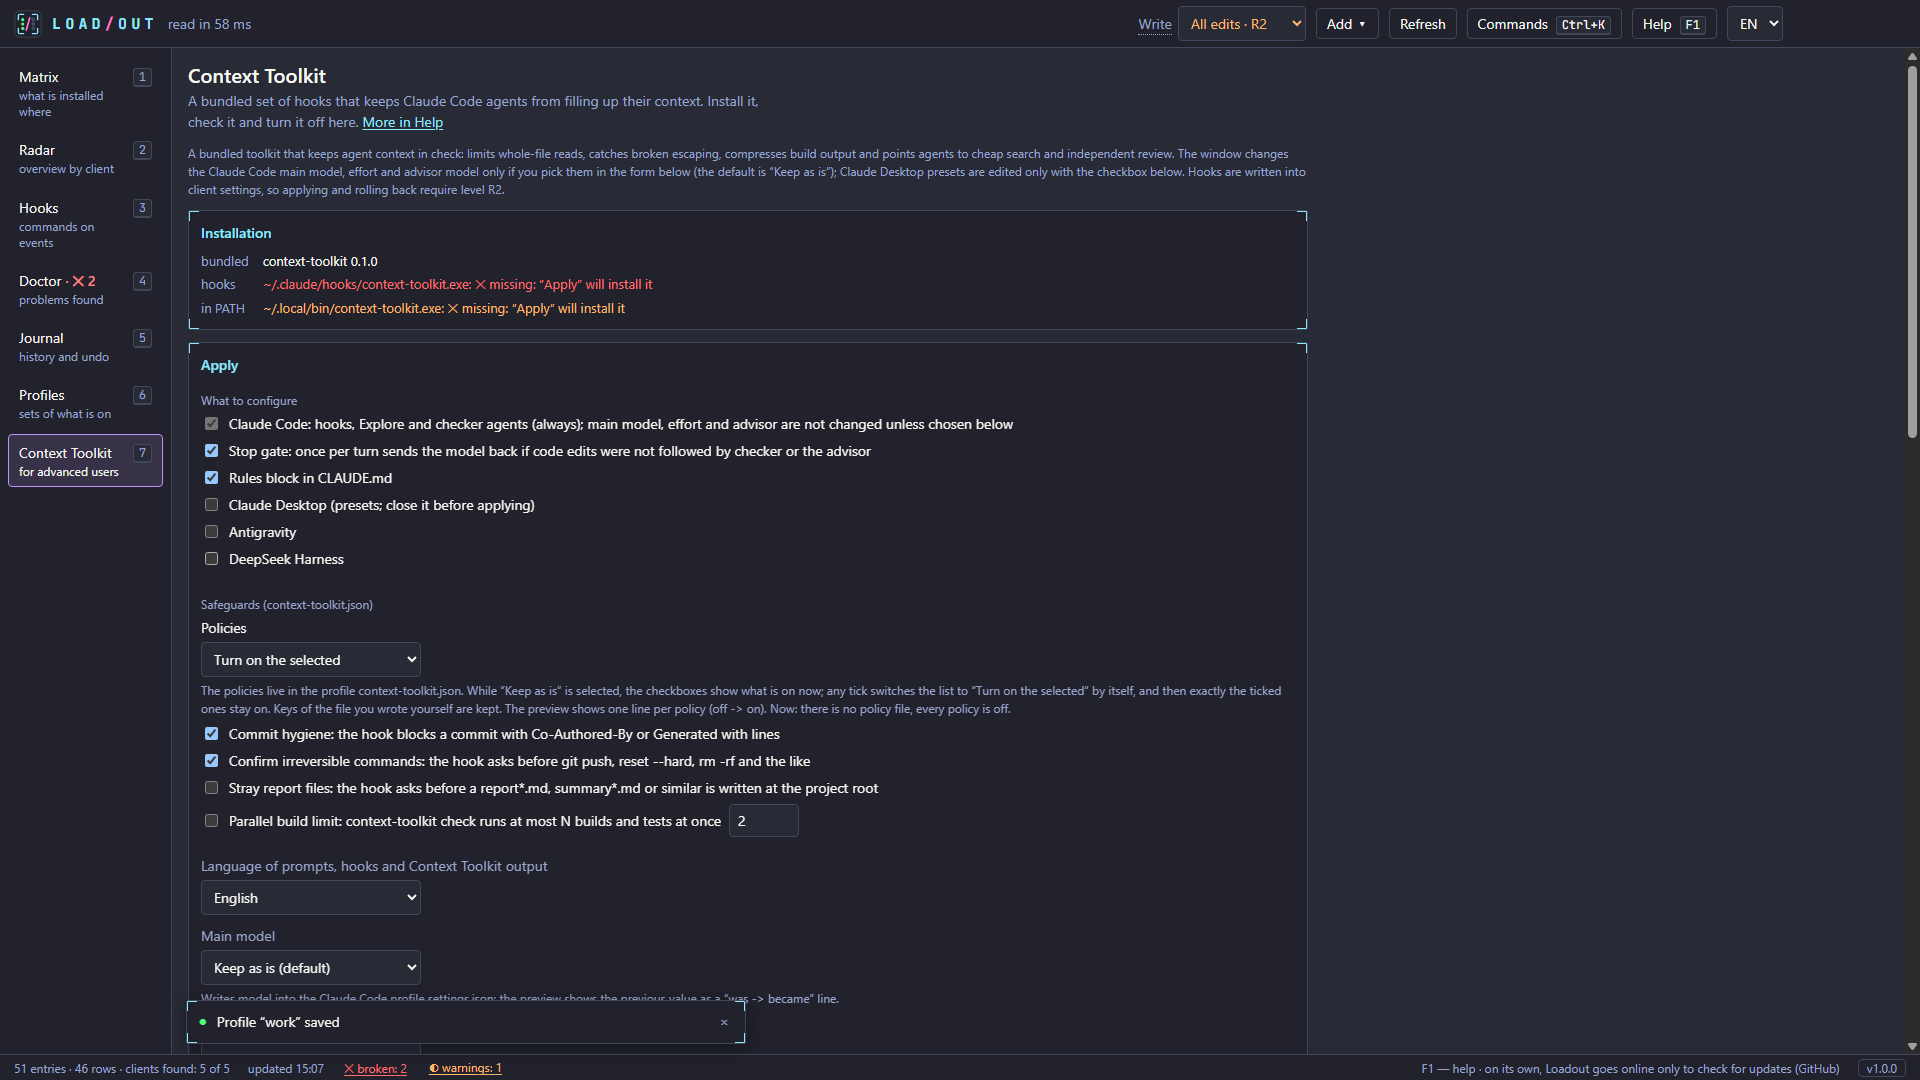 LOAD/OUT read in 58 ms
Write All edits · R2 Add ▾ Refresh Commands Ctrl+K Help F1 EN
Matrix 1
what is installed
where
Radar 2
overview by client
Hooks 3
commands on
events
Doctor · ✕ 2 4
problems found
Journal 5
history and undo
Profiles 6
sets of what is on
Context Toolkit 7
for advanced users
Context Toolkit
A bundled set of hooks that keeps Claude Code agents from filling up their context. Install it,
check it and turn it off here. More in Help
A bundled toolkit that keeps agent context in check: limits whole-file reads, catches broken escaping, compresses build output and points agents to cheap search and independent review. The window changes
the Claude Code main model, effort and advisor model only if you pick them in the form below (the default is “Keep as is”); Claude Desktop presets are edited only with the checkbox below. Hooks are written into
client settings, so applying and rolling back require level R2.
Installation
bundled context-toolkit 0.1.0
hooks ~/.claude/hooks/context-toolkit.exe: ✕ missing: “Apply” will install it
in PATH ~/.local/bin/context-toolkit.exe: ✕ missing: “Apply” will install it
Apply
What to configure
Claude Code: hooks, Explore and checker agents (always); main model, effort and advisor are not changed unless chosen below
Stop gate: once per turn sends the model back if code edits were not followed by checker or the advisor
Rules block in CLAUDE.md
Claude Desktop (presets; close it before applying)
Antigravity
DeepSeek Harness
Safeguards (context-toolkit.json)
Policies
Turn on the selected
The policies live in the profile context-toolkit.json. While “Keep as is” is selected, the checkboxes show what is on now; any tick switches the list to “Turn on the selected” by itself, and then exactly the ticked
ones stay on. Keys of the file you wrote yourself are kept. The preview shows one line per policy (off -> on). Now: there is no policy file, every policy is off.
Commit hygiene: the hook blocks a commit with Co-Authored-By or Generated with lines
Confirm irreversible commands: the hook asks before git push, reset --hard, rm -rf and the like
Stray report files: the hook asks before a report*.md, summary*.md or similar is written at the project root
Parallel build limit: context-toolkit check runs at most N builds and tests at once 2
Language of prompts, hooks and Context Toolkit output
English
Main model
Keep as is (default)
Writes model into the Claude Code profile settings.json; the preview shows the previous value as a “was -> became” line.
Profile “work” saved ×
51 entries · 46 rows · clients found: 5 of 5 updated 15:07 ✕ broken: 2 ◐ warnings: 1
F1 — help · on its own, Loadout goes online only to check for updates (GitHub) v1.0.0